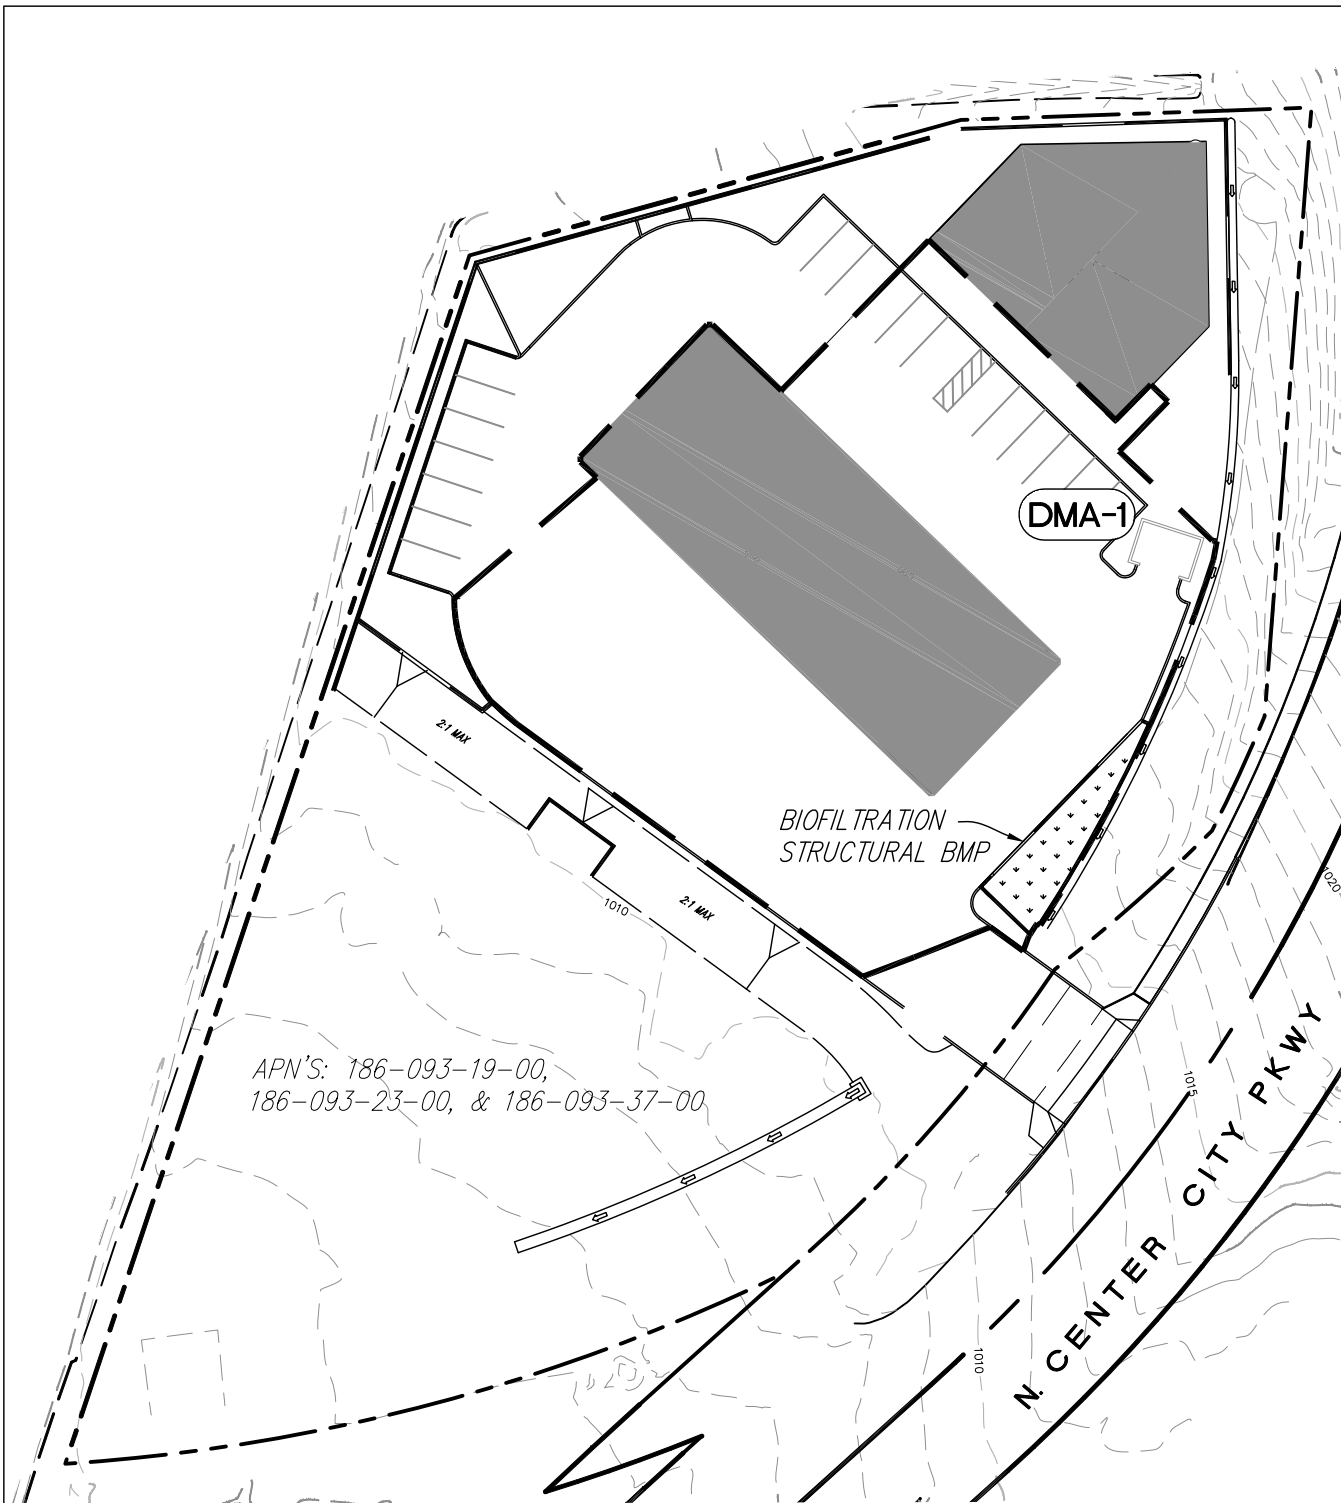 DMA-1
2:1 MAX
BIOFILTRATION
STRUCTURAL BMP
2:1 MAX
1010
1020
APN'S: 186-093-19-00,
186-093-23-00, & 186-093-37-00
1015
N. CENTER CITY PKWY
1010